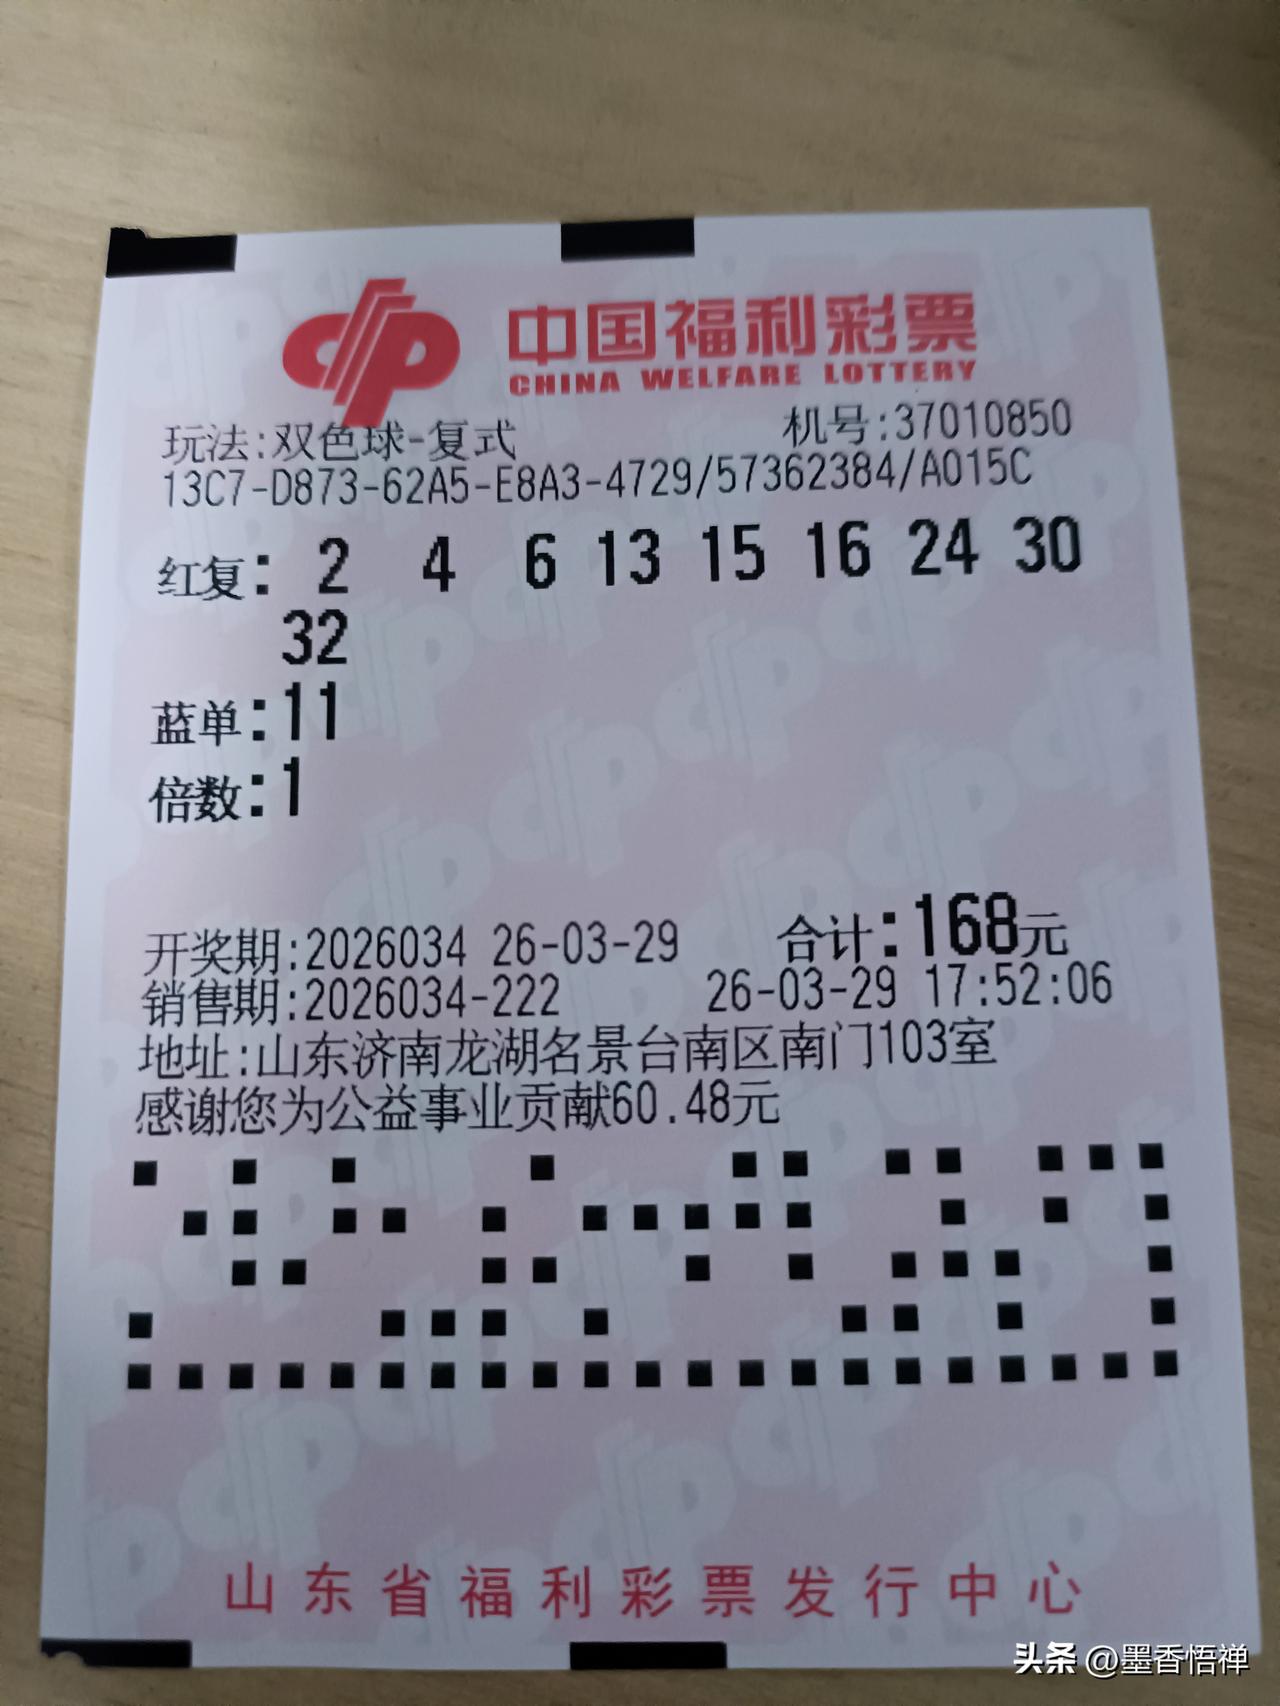 中国福利彩票
CHINA WELFARE LOTTERY
玩法:双色球-复式 机号:37010850
13C7-D873-62A5-E8A3-4729/57362384/A015C
红复: 2 4 6 13 15 16 24 30
32
蓝单:11
倍数:1
开奖期:2026034 26-03-29 合计:168元
销售期:2026034-222 26-03-29 17:52:06
地址:山东济南龙湖名景台南区南门103室
感谢您为公益事业贡献60.48元
山东省福利彩票发行中心
头条 @墨香悟禅